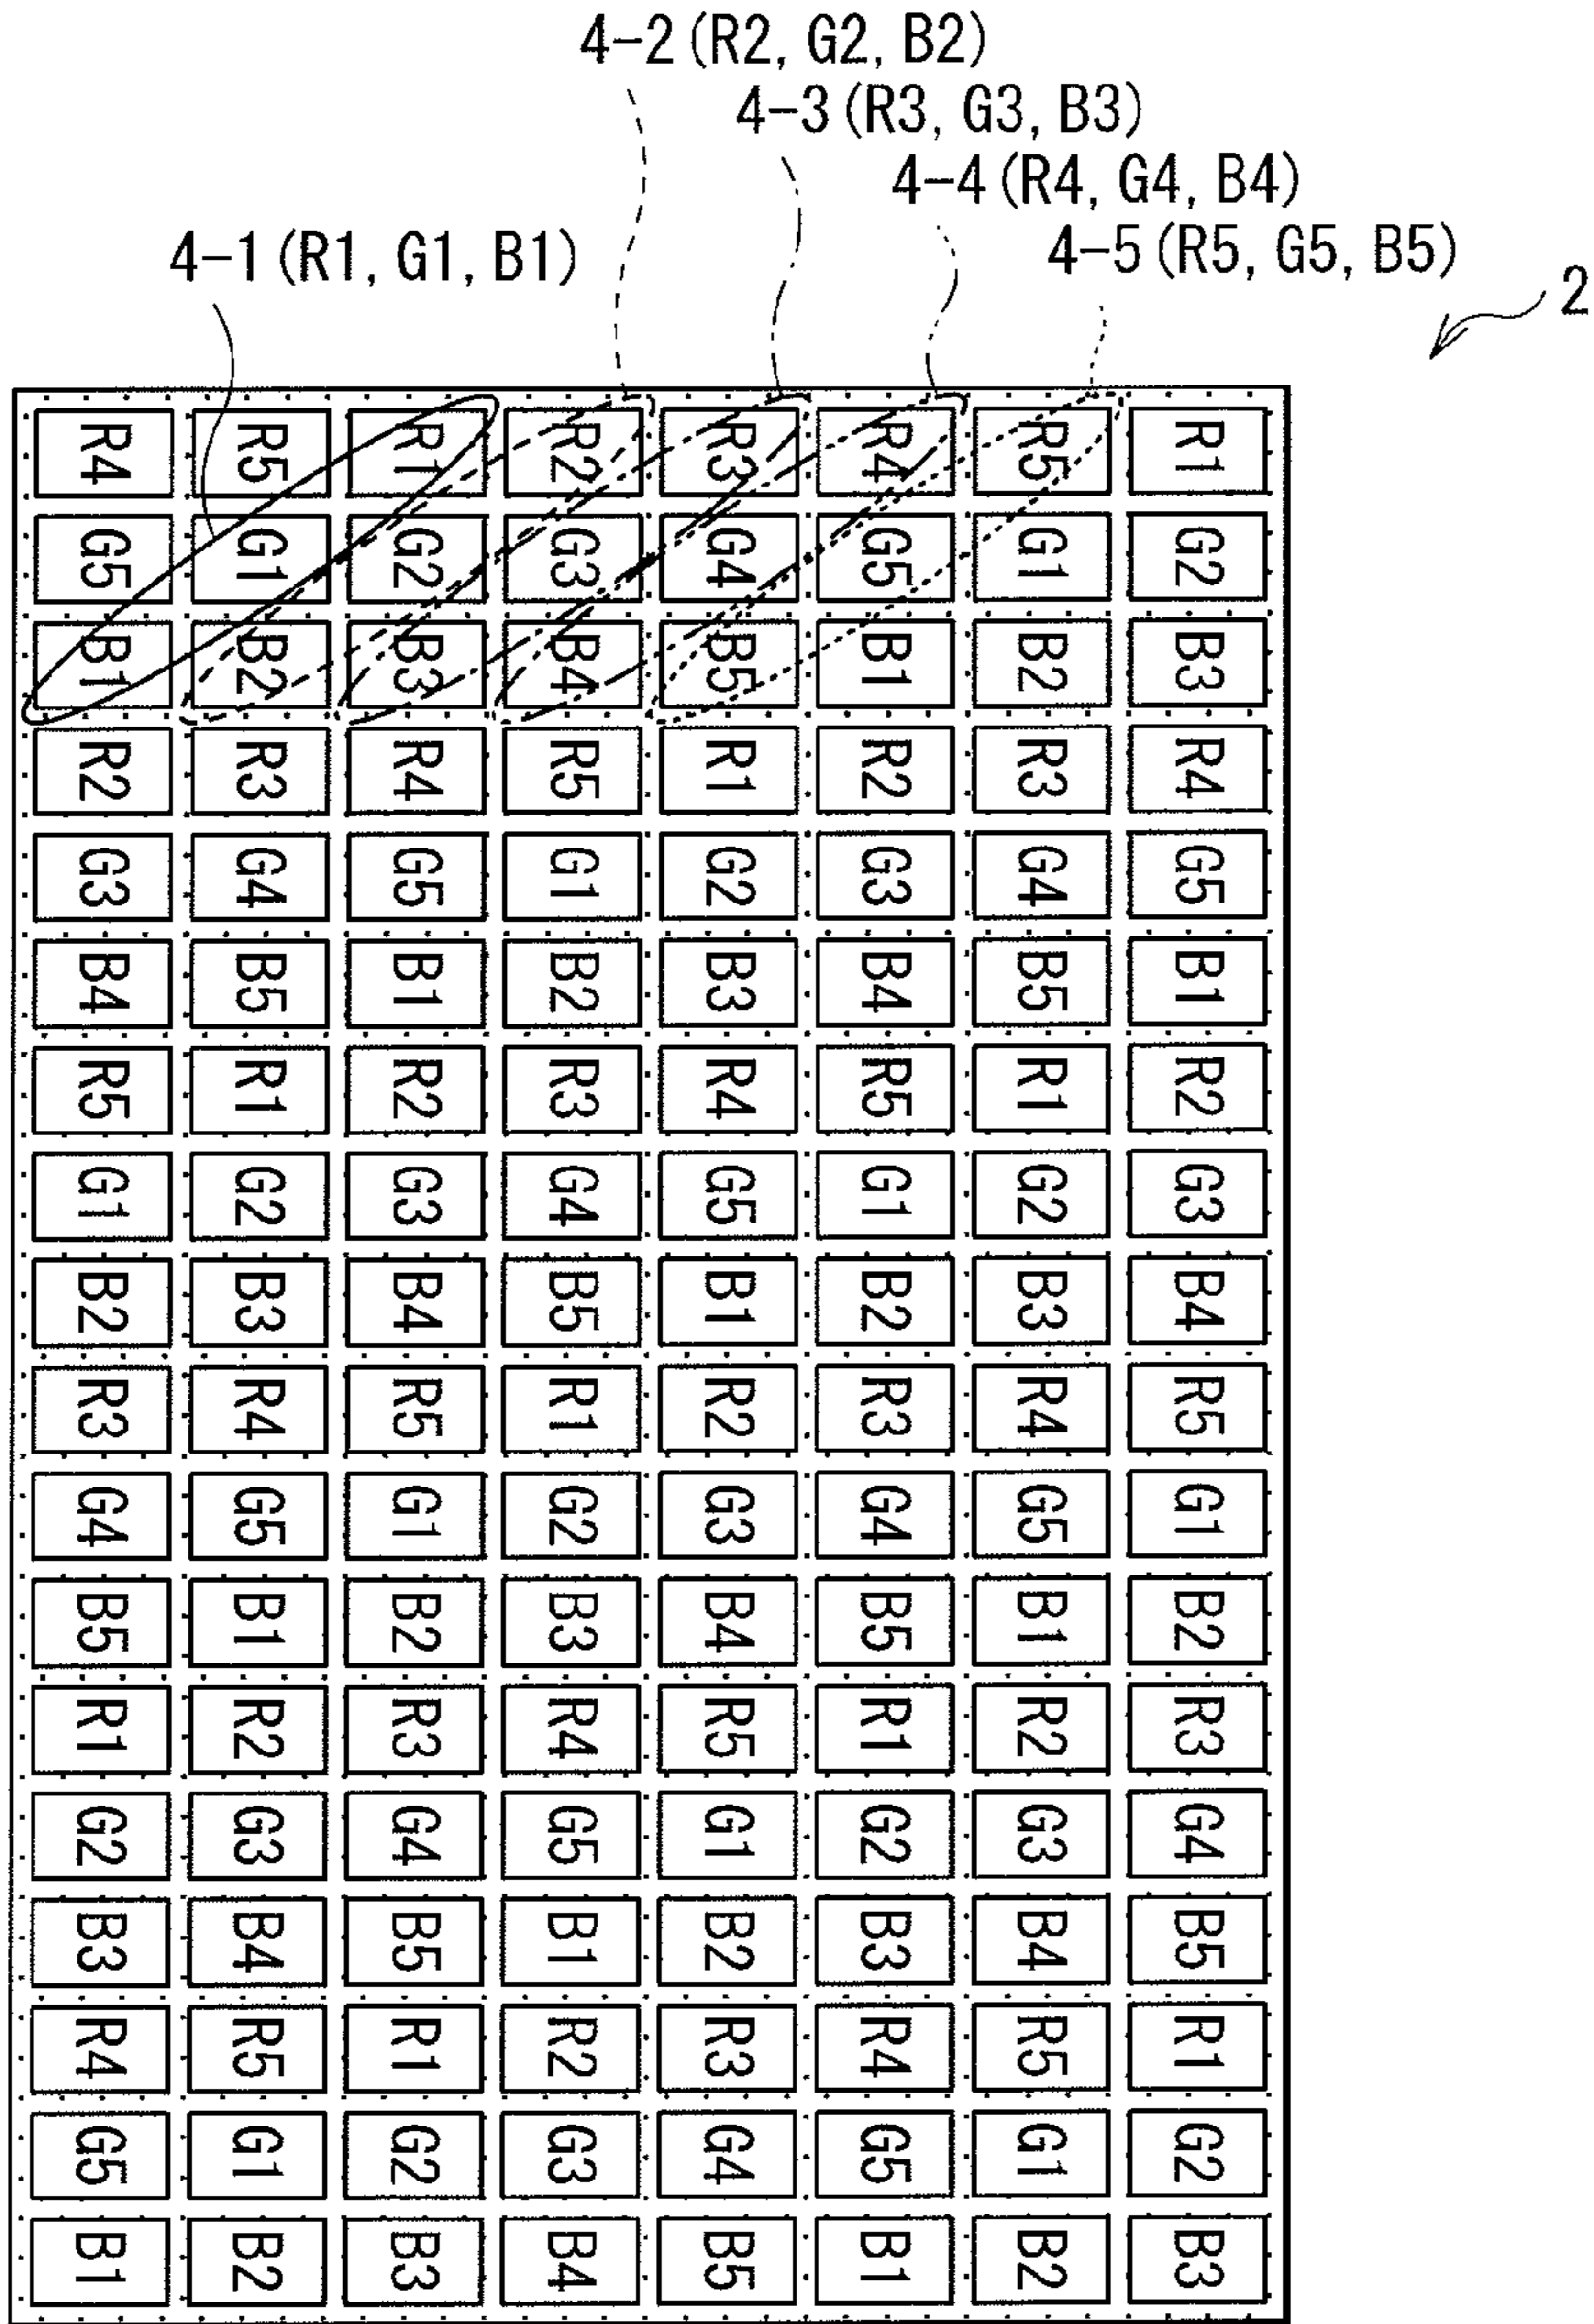 4-2(R2, G2, B2)
4-3(R3, G3, B3)
4-4(R4, G4, B4)
4-5(R5, G5, B5)
4-1(R1, G1, B1)
2
R4 R5 R1 R2 R3 R4 R5 R1
G5 G1 G2 G3 G4 G5 G1 G2
B1 B2 B3 B4 B5 B1 B2 B3
R2 R3 R4 R5 R1 R2 R3 R4
G3 G4 G5 G1 G2 G3 G4 G5
B4 B5 B1 B2 B3 B4 B5 B1
R5 R1 R2 R3 R4 R5 R1 R2
G1 G2 G3 G4 G5 G1 G2 G3
B2 B3 B4 B5 B1 B2 B3 B4
R3 R4 R5 R1 R2 R3 R4 R5
G4 G5 G1 G2 G3 G4 G5 G1
B5 B1 B2 B3 B4 B5 B1 B2
R1 R2 R3 R4 R5 R1 R2 R3
G2 G3 G4 G5 G1 G2 G3 G4
B3 B4 B5 B1 B2 B3 B4 B5
R4 R5 R1 R2 R3 R4 R5 R1
G5 G1 G2 G3 G4 G5 G1 G2
B1 B2 B3 B4 B5 B1 B2 B3